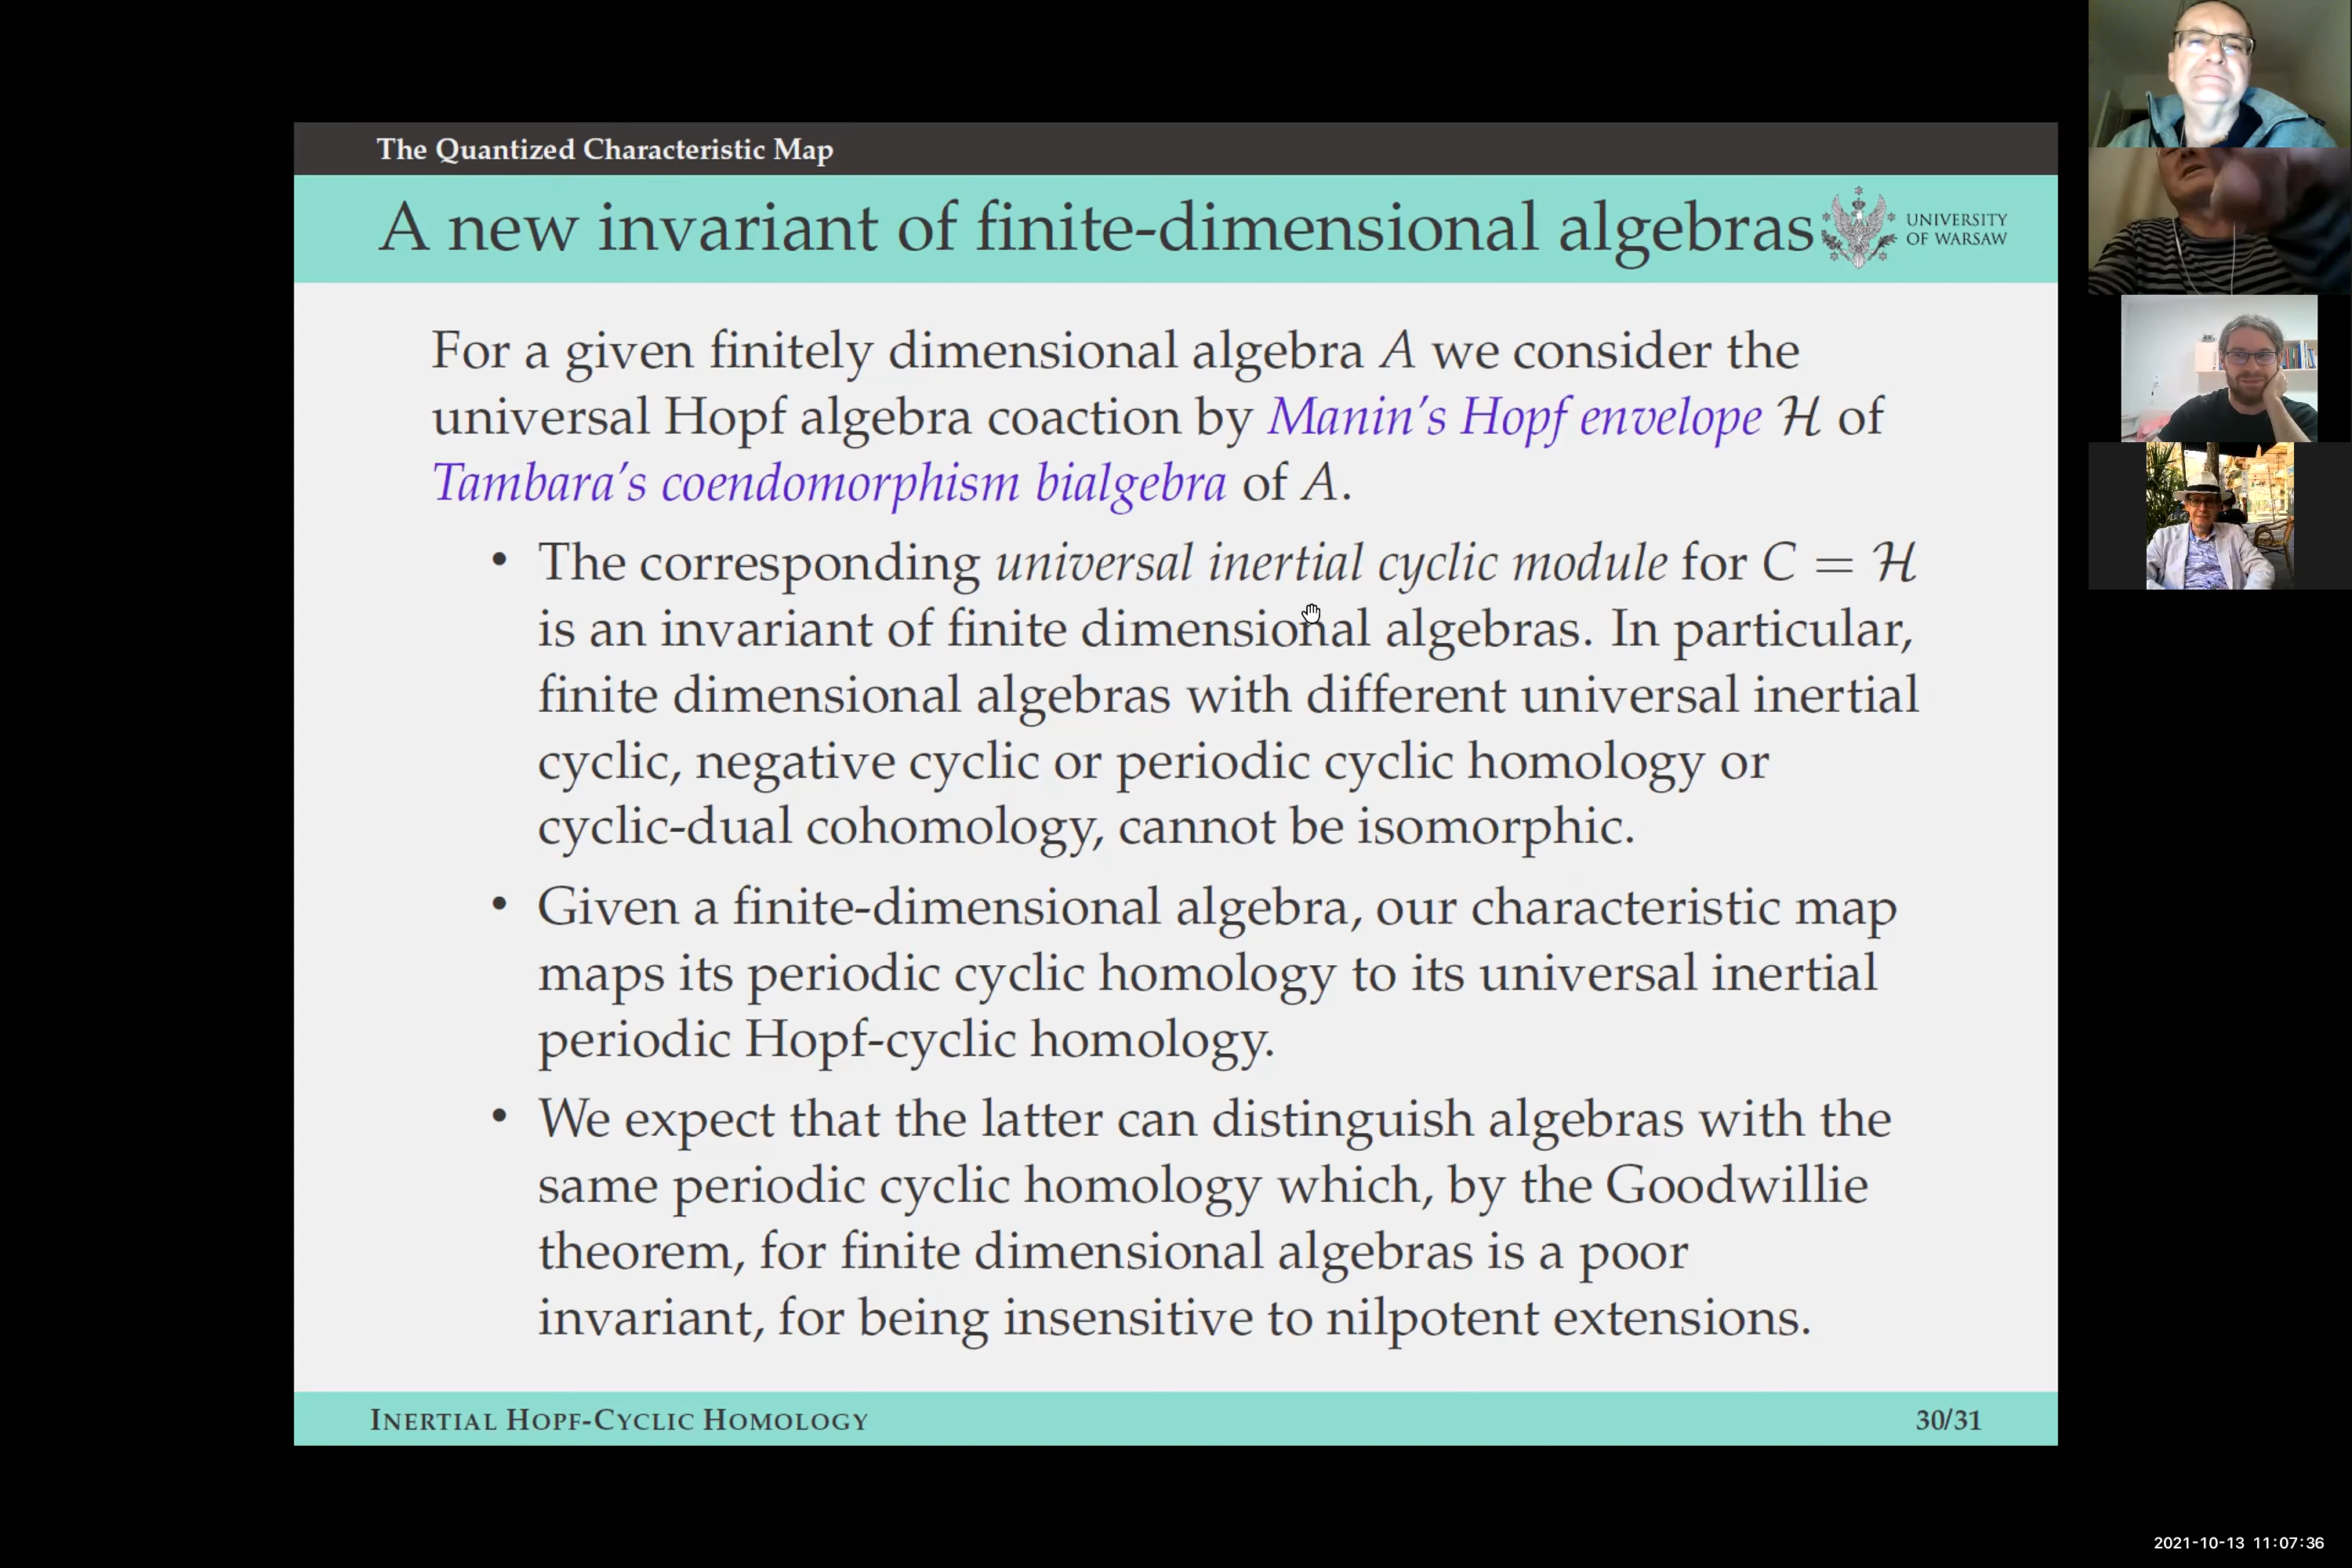 The Quantized Characteristic Map
A new invariant of finite-dimensional algebras
UNIVERSITY
OF WARSAW
For a given finitely dimensional algebra A we consider the
universal Hopf algebra coaction by Manin's Hopf envelope ℋ of
Tambara's coendomorphism bialgebra of A.
• The corresponding universal inertial cyclic module for C = ℋ
is an invariant of finite dimensional algebras. In particular,
finite dimensional algebras with different universal inertial
cyclic, negative cyclic or periodic cyclic homology or
cyclic-dual cohomology, cannot be isomorphic.
• Given a finite-dimensional algebra, our characteristic map
maps its periodic cyclic homology to its universal inertial
periodic Hopf-cyclic homology.
• We expect that the latter can distinguish algebras with the
same periodic cyclic homology which, by the Goodwillie
theorem, for finite dimensional algebras is a poor
invariant, for being insensitive to nilpotent extensions.
INERTIAL HOPF-CYCLIC HOMOLOGY
30/31
2021-10-13 11:07:36